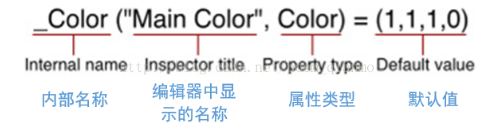 _Color ("Main Color", Color) = (1,1,1,0)
Internal name Inspector title Property type Default value
内部名称 编辑器中显示的名称 属性类型 默认值